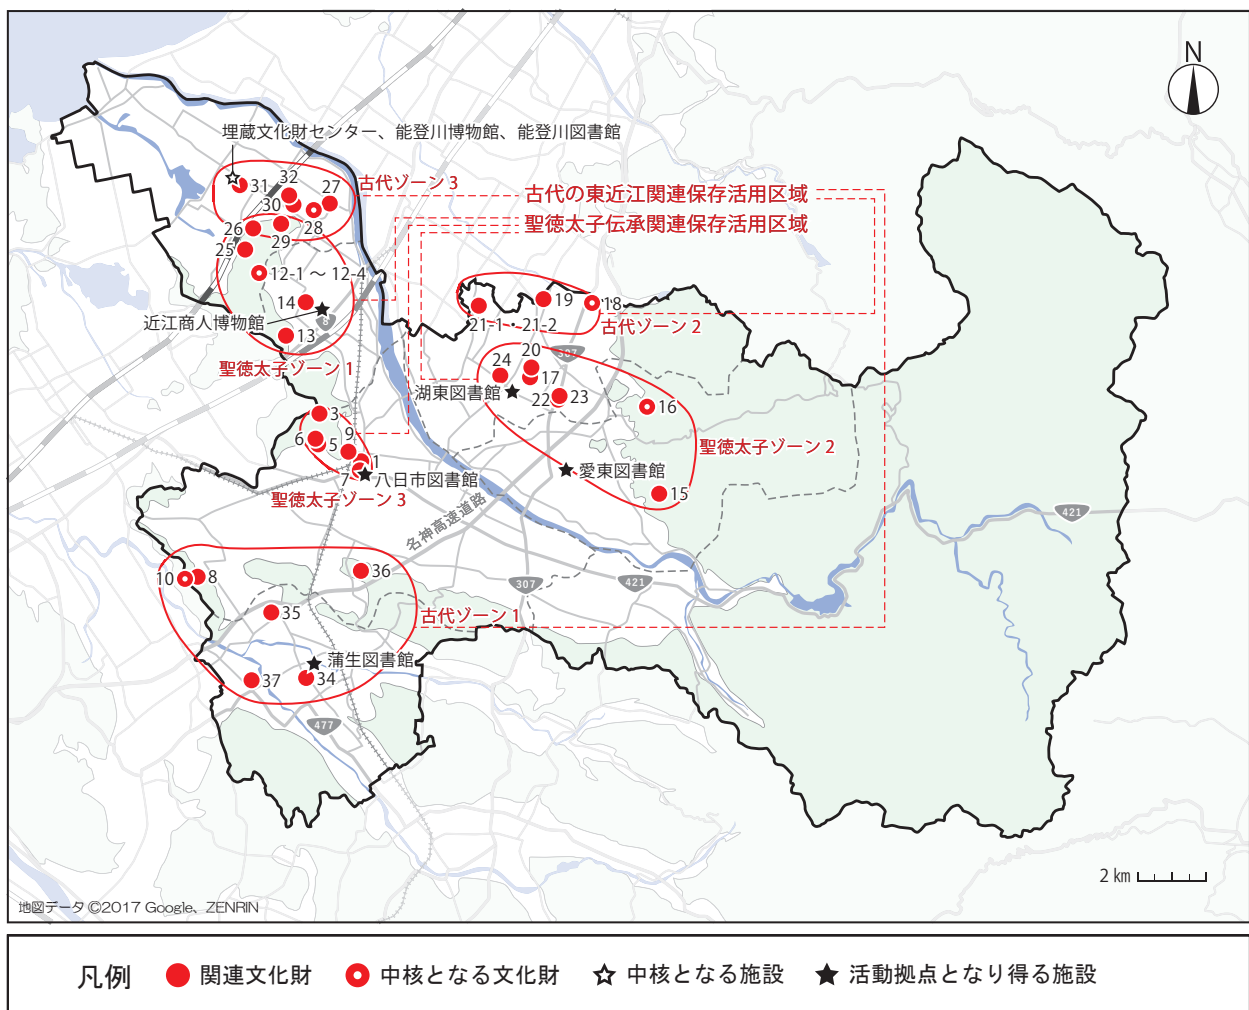 N
埋蔵文化財センター、能登川博物館、能登川図書館
古代ゾーン3
古代の東近江関連保存活用区域
聖徳太子伝承関連保存活用区域
31
32
30
27
28
26
29
25
12-1 ～ 12-4
14
近江商人博物館
8
13
聖徳太子ゾーン1
19
18
21-1・21-2
古代ゾーン2
307
20
24
17
湖東図書館
22
23
16
聖徳太子ゾーン2
3
6
5
9
1
7
八日市図書館
聖徳太子ゾーン3
愛東図書館
15
名神高速道路
421
10
8
36
307
421
35
古代ゾーン1
蒲生図書館
37
34
477
2 km
地図データ ©2017 Google、ZENRIN
凡例 関連文化財 中核となる文化財 中核となる施設 活動拠点となり得る施設